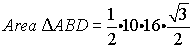 Area ΔABD = 1/2 · 10 · 16 · √3/2